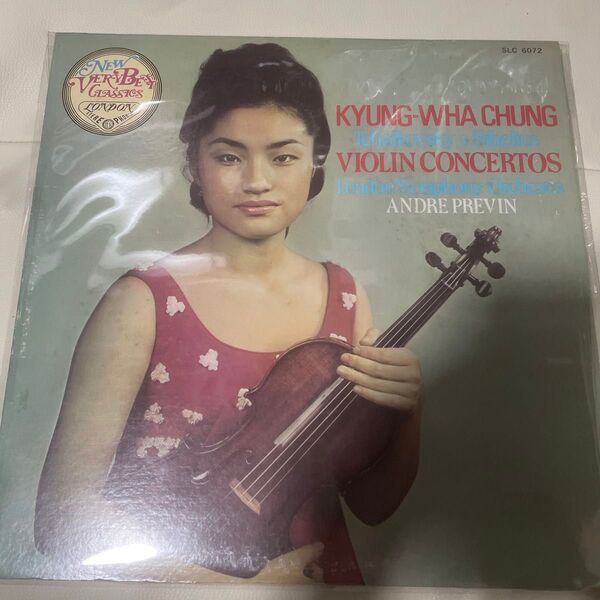 SLC 6072
NEW
VERY BEST
CLASSICS
LONDON
KYUNG-WHA CHUNG
Tchaikovsky • Sibelius
VIOLIN CONCERTOS
London Symphony Orchestra
ANDRE PREVIN